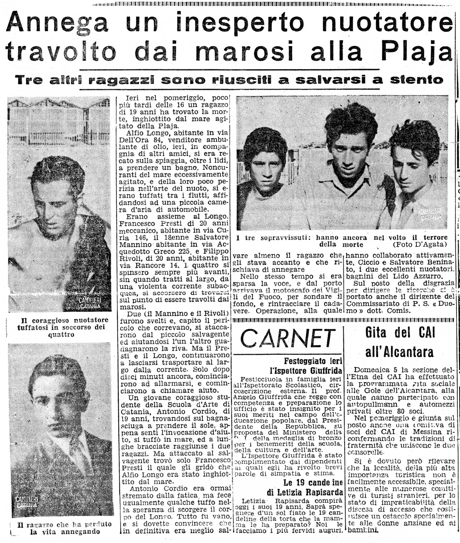 Annega un inesperto nuotatore
travolto dai marosi alla Plaja
Tre altri ragazzi sono riusciti a salvarsi a stento
Il coraggioso nuotatore
tuffatosi in soccorso dei
quattro
Il ragazzo che ha perduto
la vita annegando
Ieri nel pomeriggio, poco
più tardi delle 16 un ragazzo
di 19 anni ha trovato la morte,
inghiottito dal mare agitato
della Plaja.
Alfio Longo, abitante in via
Dell'Ora 84, venditore ambulante
di olio, ieri, in compagnia
di altri amici, si era recato
sulla spiaggia, oltre i lidi,
a prendere un bagno. Noncuranti
del mare eccessivamente
agitato, e della loro poco perizia
nell'arte del nuoto, si erano
tuffati tra i flutti, affidandosi
ad una piccola camera
d'aria di automobile.
Erano assieme al Longo,
Francesco Presti di 20 anni
meccanico, abitante in via Curia
146, il 18enne Salvatore
Mannino abitante in via Acquedotto
Greco 225, e Filippo
Rivoli, di 20 anni, abitante in
via Rancore 14. I quattro si
spinsero sempre più avanti,
sin quando tratti al largo, da
una violenta corrente subacquea,
si sono trovati sul
punto di essere travolti dai
marosi.
Due (il Mannino e il Rivoli)
furono svelti e, capito il pericolo
che correvano, si staccarono
dal piccolo salvagente
ed aiutandosi l'un l'altro guadagnarono
a riva. Ma il Presti
e il Longo, continuarono
a lasciarsi trasportare al largo
dalla corrente. Solo dopo
dieci minuti ancora, cominciarono
ad allarmarsi, e cominciarono
a chiamare aiuto.
Un giovane coraggioso studente
della Scuola d'Arte di
Catania, Antonio Cordio, di
19 anni, trovandosi sul bagnasciuga
a prendere il sole, appena
sentì l'invocazione d'aiuto,
si tuffò in mare, ed a lunghe
bracciate raggiunse i due
ragazzi. Ma attaccato al salvagente
trovò solo Francesco
Presti il quale gli gridò che
Alfio Longo era stato inghiottito
dal mare.
Antonio Cordio era ormai
stremato dalla fatica, ma fece
ugualmente qualche tuffo nella
speranza di scorgere il corpo
del Longo. Tutto fu vano,
e si dovette convincere che
in definitiva era meglio sal-
I tre sopravvissuti: hanno ancora nel volto il terrore
della morte (Foto D'Agata)
vare almeno il ragazzo che
gli stava accanto e che rischiava
di annegare
Nello stesso tempo si era
sparsa la voce, e dal porto
arrivava il motoscafo dei Vigili
del Fuoco, per sondare il
fondo, e rintracciare il cadavere.
Operazione, alla quale
hanno collaborato attivamente,
Ciccio e Salvatore Beninato,
i due eccellenti motoristi
bagnini del Lido Azzurro.
Sul posto della disgrazia
per dirigere le ricerche si è
portato anche il dirigente del
Commissariato di P. S. e Duomo
dott. Comis.
CARNET
Festeggiato ieri
l'Ispettore Giuffrida
Festicciuola in famiglia ieri
all'Ispettorato Scolastico, circoscrizione
esterna. Il prof.
Angelo Giuffrida che regge con
competenza e preparazione lo
ufficio è stato insignito per i
suoi meriti nel campo dell'educazione
popolare, dal Presidente
della Repubblica, su
proposta del Ministero della
P. I. della medaglia di bronzo
per i benemeriti della scuola,
della cultura e dell'arte.
L'Ispettore Giuffrida è stato
complimentato dai dipendenti
ai quali egli ha rivolto brevi
parole di simpatia e stima.
Le 19 candeline
di Letizia Rapisarda
Letizia Rapisarda compie
oggi i suoi 19 anni. Saprà spegnere
d'un sol fiato le 19 candeline
della torta che la mamma
le ha preparato? Noi le
facciamo i più fervidi auguri.
Gita del CAI
all'Alcantara
Domenica 5 la sezione dell'Etna
del CAI ha effettuato la
programmata gita sociale
alle Gole dell'Alcantara, alla
quale hanno partecipato con
autopullmann e automezzi
privati oltre 80 soci.
Nel pomeriggio è giunta sul
posto anche una comitiva di
soci del CAI di Messina riconfermando
le tradizioni di
fraternità che uniscono le due
consorelle.
Si è dovuto però rilevare
che la località, della più alta
importanza turistica non è
facilmente accessibile, specialmente
alle numerose comitive
di turisti stranieri, per lo
stato di impraticabilità della
discesa di accesso che un costante
stato di impraticabilità
alle donne anziane ed ai
bambini.